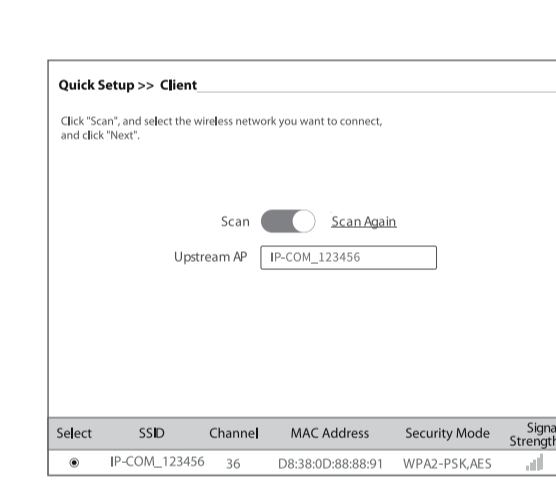 Quick Setup >> Client
Click "Scan", and select the wireless network you want to connect,
and click "Next".
Scan Scan Again
Upstream AP IP-COM_123456
Select SSID Channel MAC Address Security Mode Signa
Strength
IP-COM_123456 36 D8:38:0D:88:88:91 WPA2-PSK,AES